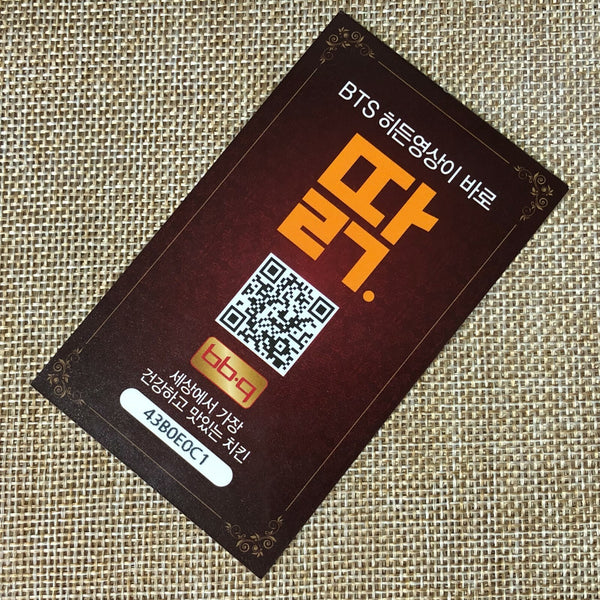 BTS 히든영상이 바로
딹.
bb·q
세상에서 가장
건강하고 맛있는 치킨
43B0E0C1